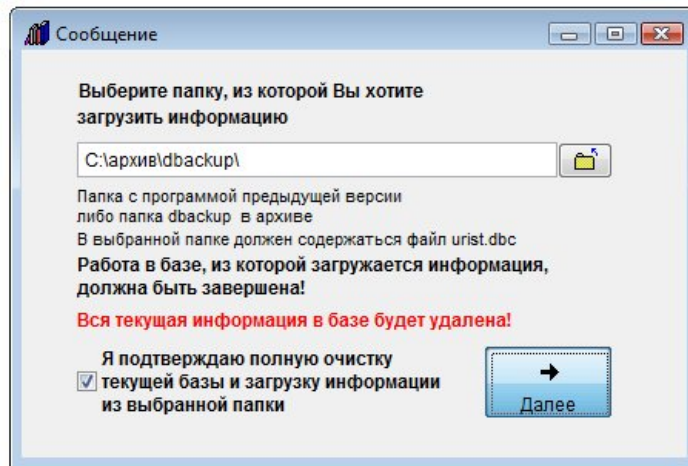 Сообщение
Выберите папку, из которой Вы хотите
загрузить информацию
C:\архив\dbackup\
Папка с программой предыдущей версии
либо папка dbackup в архиве
В выбранной папке должен содержаться файл urist.dbc
Работа в базе, из которой загружается информация,
должна быть завершена!
Вся текущая информация в базе будет удалена!
Я подтверждаю полную очистку
текущей базы и загрузку информации
из выбранной папки
Далее